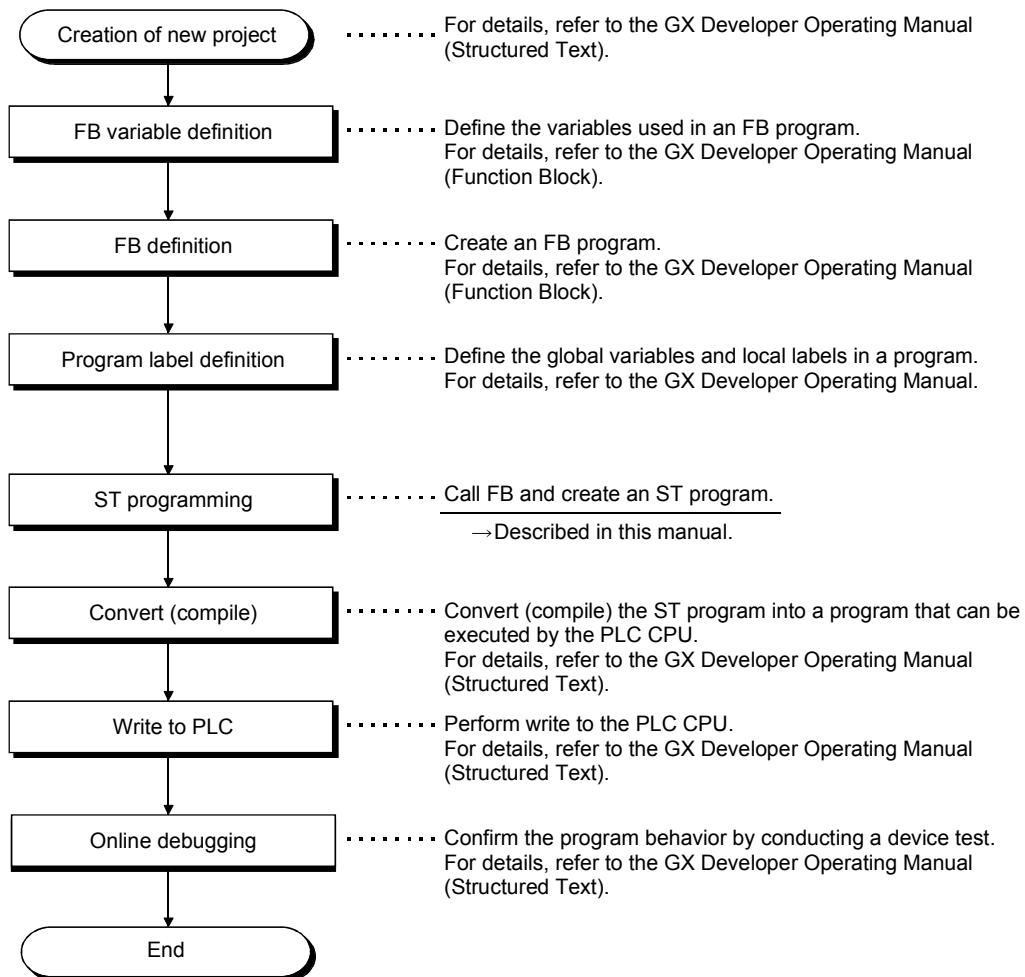 Creation of new project
For details, refer to the GX Developer Operating Manual
(Structured Text).
FB variable definition
Define the variables used in an FB program.
For details, refer to the GX Developer Operating Manual
(Function Block).
FB definition
Create an FB program.
For details, refer to the GX Developer Operating Manual
(Function Block).
Program label definition
Define the global variables and local labels in a program.
For details, refer to the GX Developer Operating Manual.
ST programming
Call FB and create an ST program.
→Described in this manual.
Convert (compile)
Convert (compile) the ST program into a program that can be
executed by the PLC CPU.
For details, refer to the GX Developer Operating Manual
(Structured Text).
Write to PLC
Perform write to the PLC CPU.
For details, refer to the GX Developer Operating Manual
(Structured Text).
Online debugging
Confirm the program behavior by conducting a device test.
For details, refer to the GX Developer Operating Manual
(Structured Text).
End